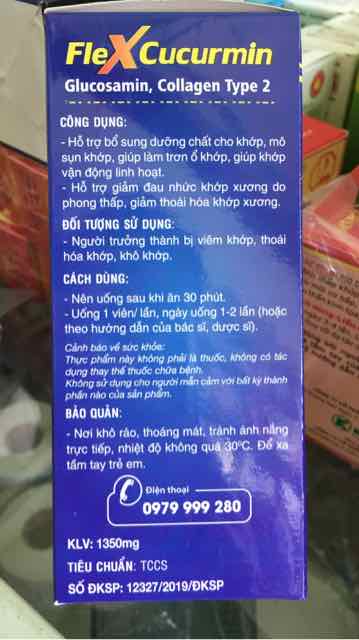 FleXCucurmin
Glucosamin, Collagen Type 2
CÔNG DỤNG:
- Hỗ trợ bổ sung dưỡng chất cho khớp, mô
sụn khớp, giúp làm trơn ổ khớp, giúp khớp
vận động linh hoạt.
- Hỗ trợ giảm đau nhức khớp xương do
phong thấp, giảm thoái hóa khớp xương.
ĐỐI TƯỢNG SỬ DỤNG:
- Người trưởng thành bị viêm khớp, thoái
hóa khớp, khô khớp.
CÁCH DÙNG:
- Nên uống sau khi ăn 30 phút.
- Uống 1 viên/ lần, ngày uống 1-2 lần (hoặc
theo hướng dẫn của bác sĩ, dược sĩ).
Cảnh báo về sức khỏe:
Thực phẩm này không phải là thuốc, không có tác
dụng thay thế thuốc chữa bệnh.
Không sử dụng cho người mẫn cảm với bất kỳ thành
phần nào của sản phẩm.
BẢO QUẢN:
- Nơi khô ráo, thoáng mát, tránh ánh nắng
trực tiếp, nhiệt độ không quá 30ºC. Để xa
tầm tay trẻ em.
Điện thoại
0979 999 280
KLV: 1350mg
TIÊU CHUẨN: TCCS
SỐ ĐKSP: 12327/2019/ĐKSP